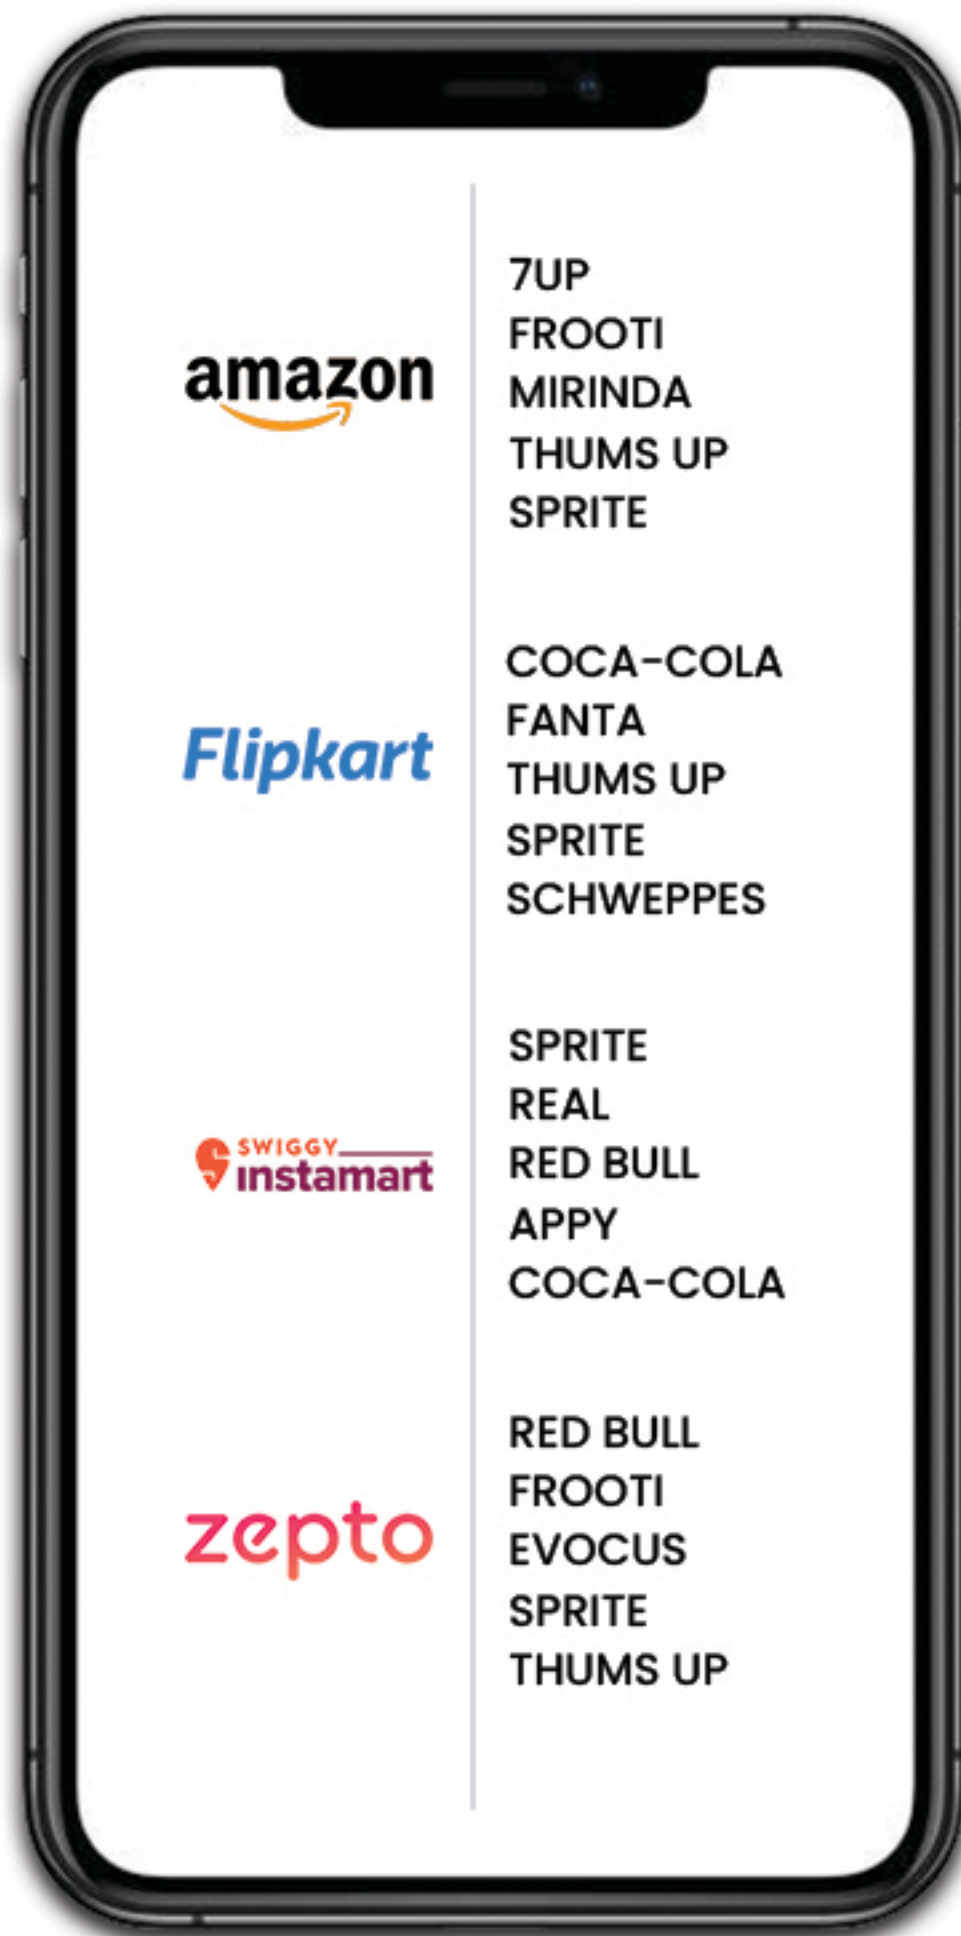 amazon
7UP
FROOTI
MIRINDA
THUMS UP
SPRITE
Flipkart
COCA-COLA
FANTA
THUMS UP
SPRITE
SCHWEPPES
SWIGGY
instamart
SPRITE
REAL
RED BULL
APPY
COCA-COLA
zepto
RED BULL
FROOTI
EVOCUS
SPRITE
THUMS UP